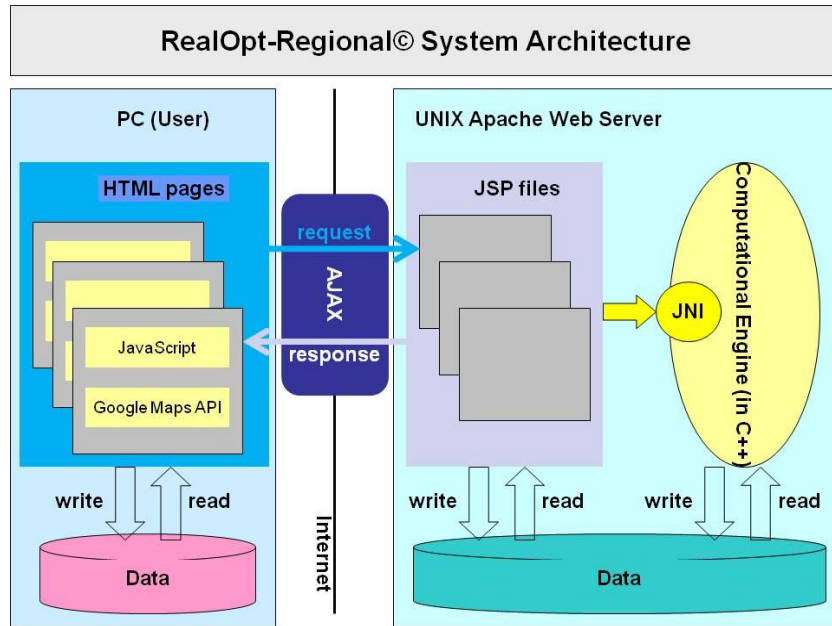 RealOpt-Regional© System Architecture
PC (User)
HTML pages
JavaScript
Google Maps API
write
read
Data
request
AJAX
response
Internet
UNIX Apache Web Server
JSP files
JNI
Computational Engine (in C++)
write
read
write
read
Data